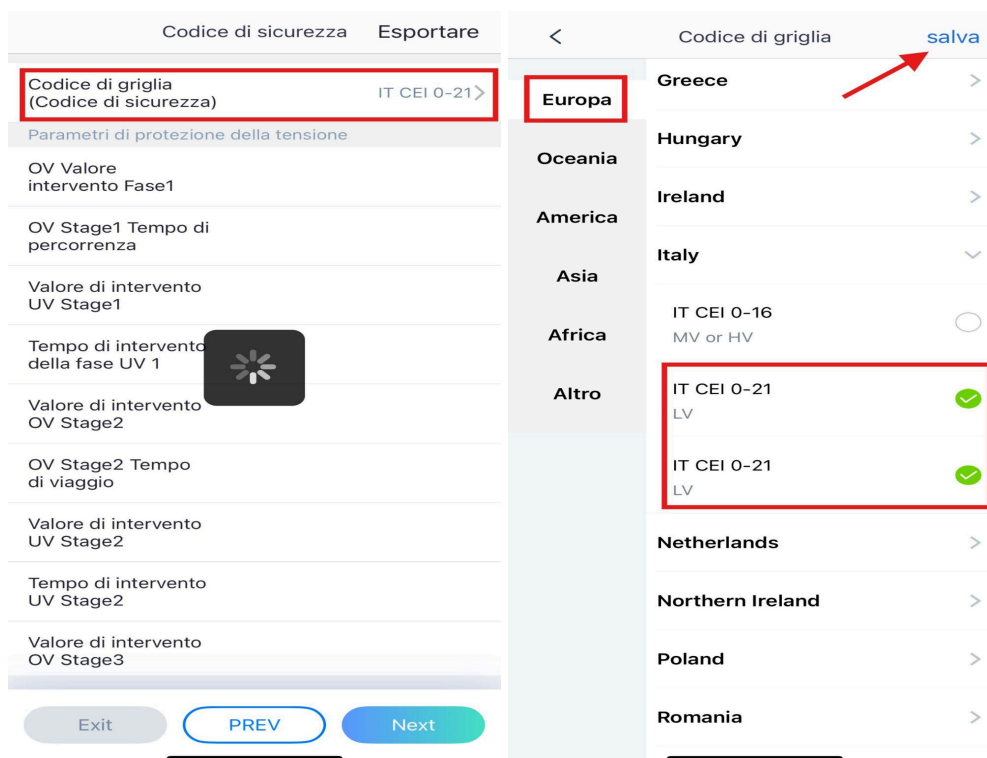 Codice di sicurezza Esportare
Codice di griglia
(Codice di sicurezza)
IT CEI 0-21
Parametri di protezione della tensione
OV Valore
intervento Fase1
OV Stage1 Tempo di
percorrenza
Valore di intervento
UV Stage1
Tempo di intervento
della fase UV 1
Valore di intervento
OV Stage2
OV Stage2 Tempo
di viaggio
Valore di intervento
UV Stage2
Tempo di intervento
UV Stage2
Valore di intervento
OV Stage3
Exit
PREV
Next
Codice di griglia
salva
Europa
Oceania
America
Asia
Africa
Altro
Greece
Hungary
Ireland
Italy
IT CEI 0-16
MV or HV
IT CEI 0-21
LV
IT CEI 0-21
LV
Netherlands
Northern Ireland
Poland
Romania